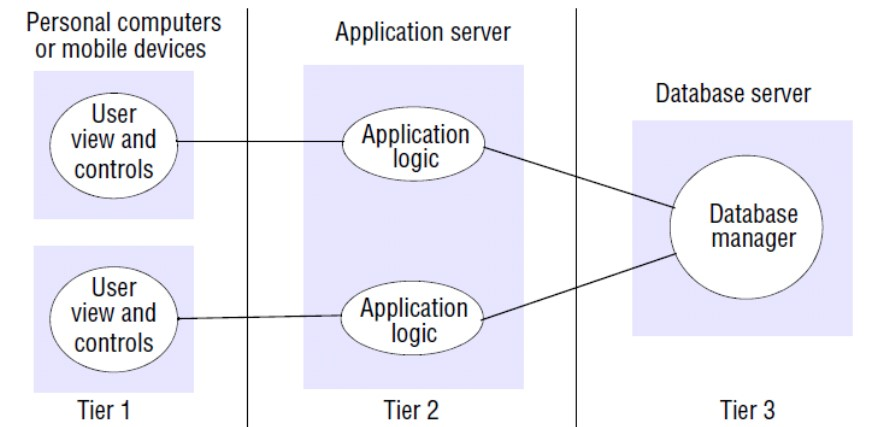 Personal computers
or mobile devices
Application server
Database server
User
view and
controls
Application
logic
Database
manager
User
view and
controls
Application
logic
Tier 1
Tier 2
Tier 3